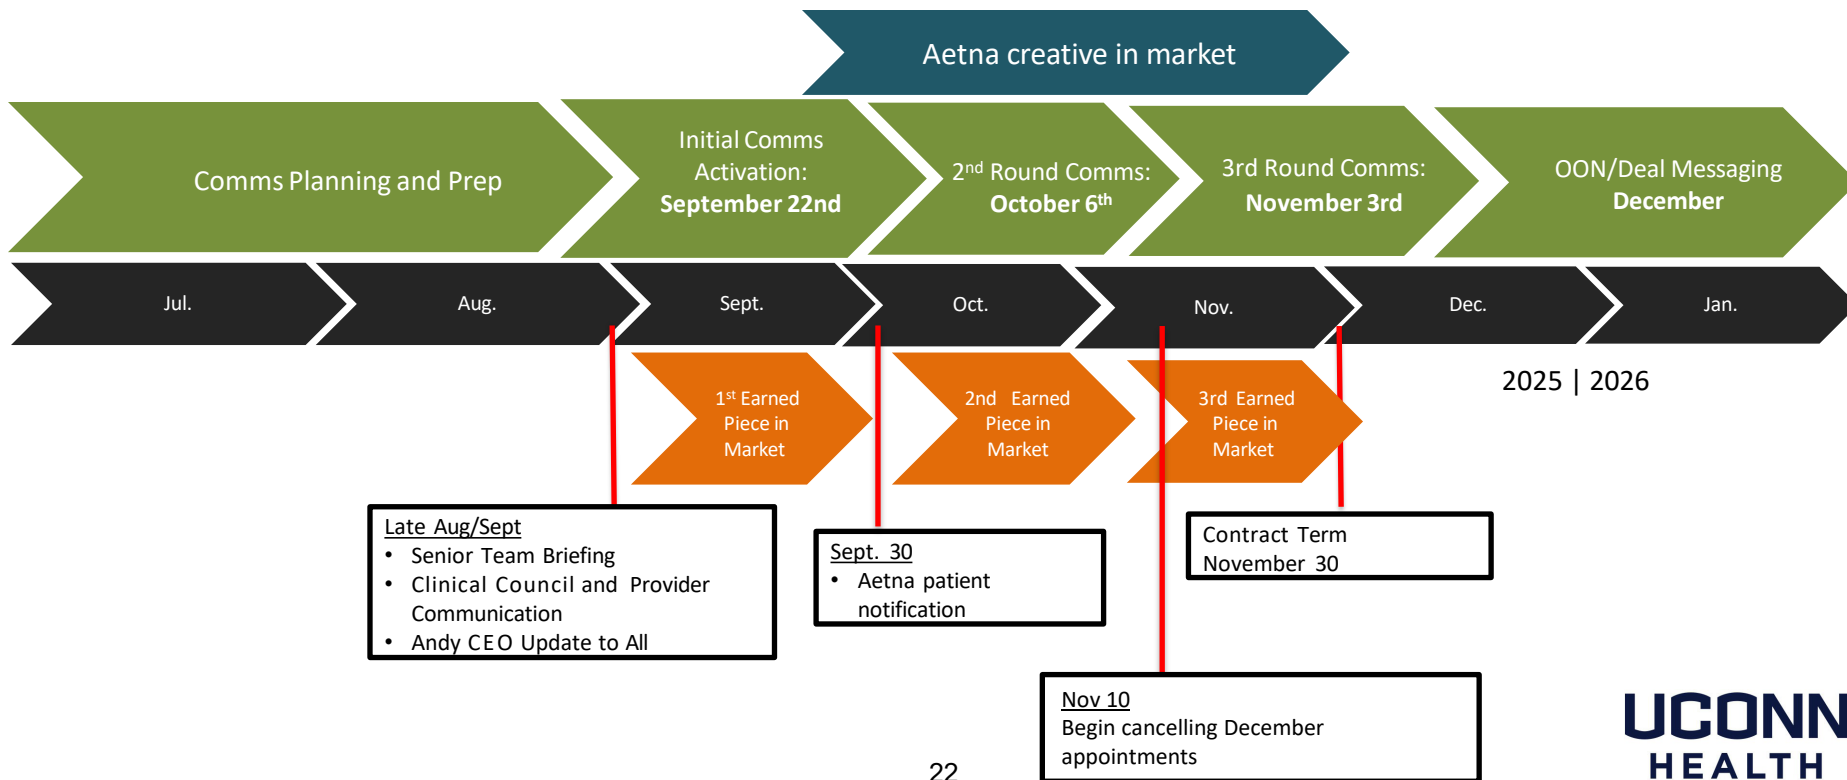 Aetna creative in market
Comms Planning and Prep
Initial Comms
Activation:
September 22nd
2nd Round Comms:
October 6th
3rd Round Comms:
November 3rd
OON/Deal Messaging
December
Jul.
Aug.
Sept.
Oct.
Nov.
Dec.
Jan.
2025 | 2026
1st Earned
Piece in
Market
2nd Earned
Piece in
Market
3rd Earned
Piece in
Market
Late Aug/Sept
• Senior Team Briefing
• Clinical Council and Provider
Communication
• Andy CEO Update to All
Sept. 30
• Aetna patient
notification
Contract Term
November 30
Nov 10
Begin cancelling December
appointments
22
UCONN
HEALTH